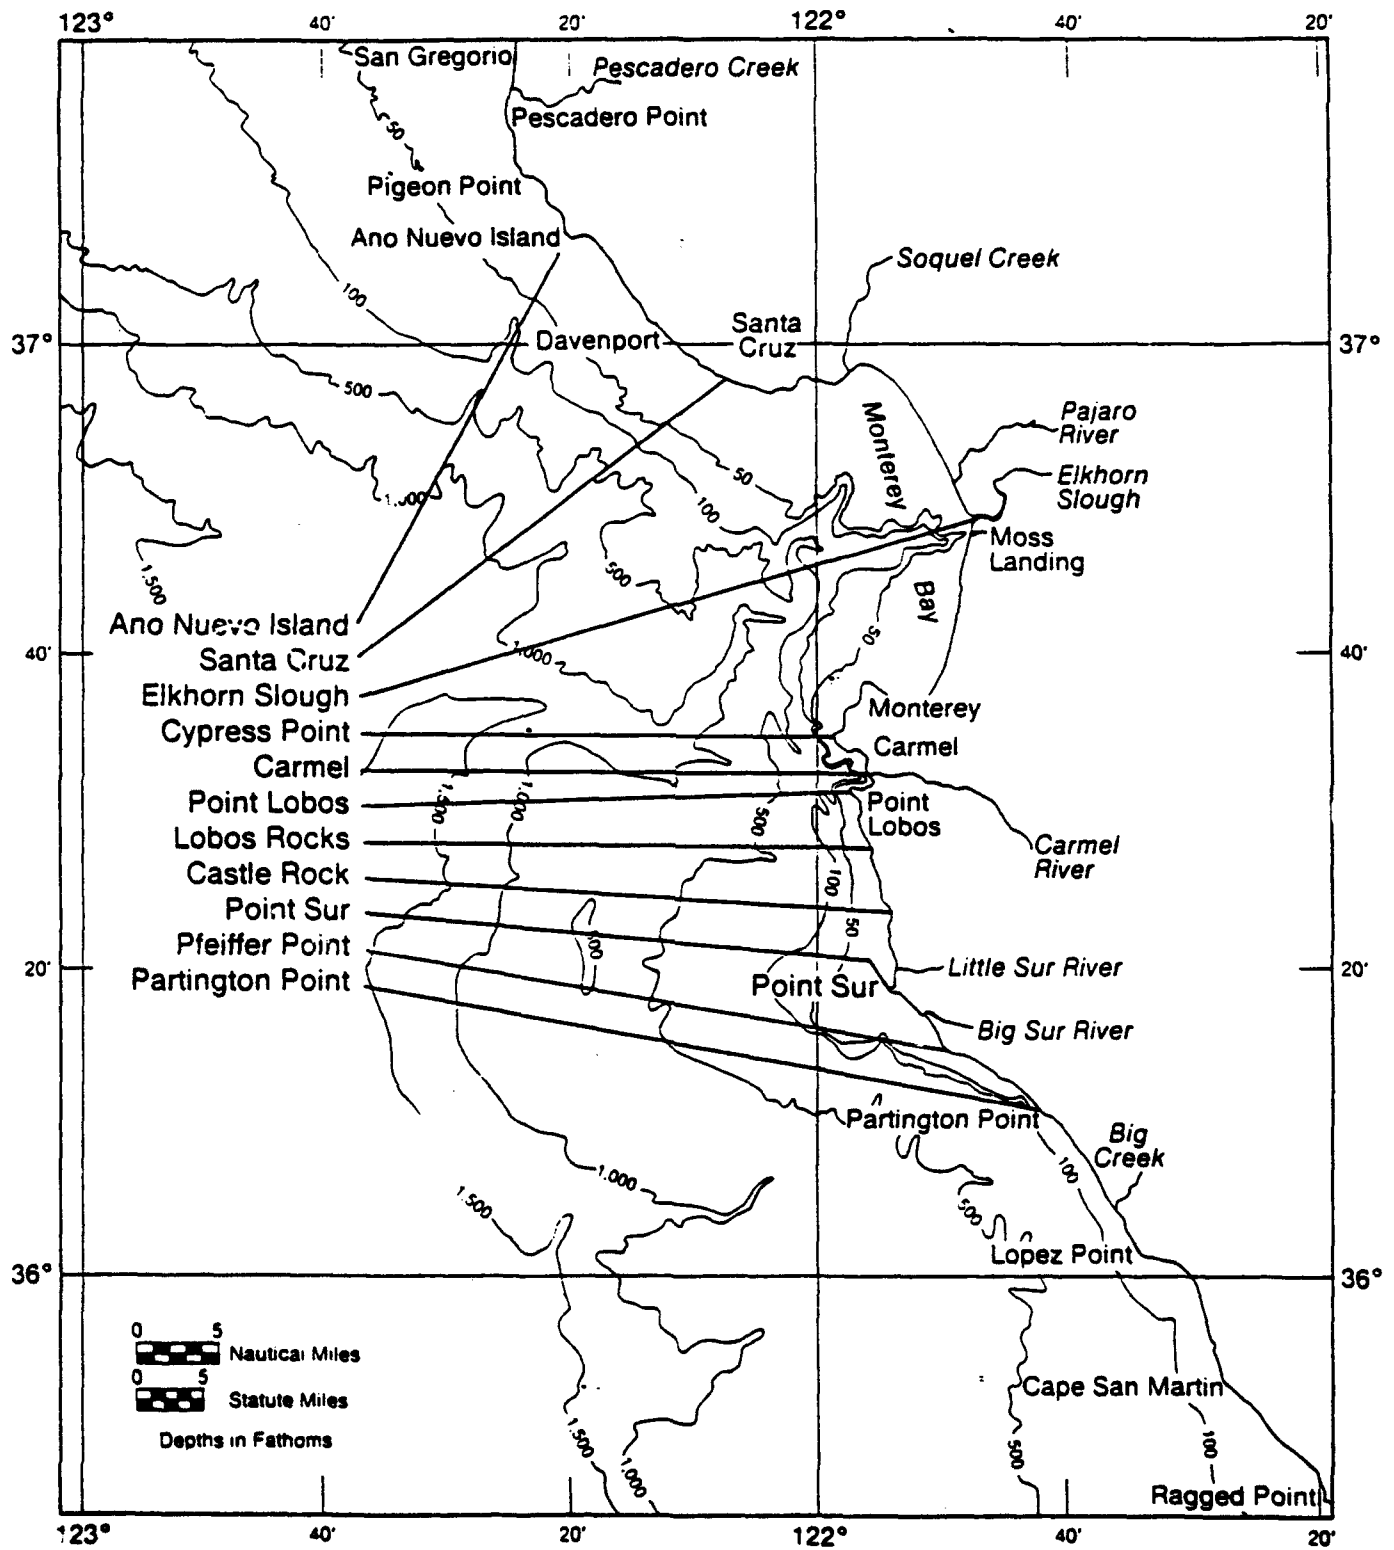 123°
40'
20'
122°
40'
20'
San Gregorio
Pescadero Creek
50
Pescadero Point
Pigeon Point
Ano Nuevo Island
Soquel Creek
100
Santa
Cruz
37°
Davenport
37°
500
Monterey
Pajaro
River
50
Elkhorn
Slough
1.000
100
Moss
Landing
1.500
500
Bay
Ano Nuevo Island
50
40'
Santa Cruz
1.000
40'
Elkhorn Slough
Monterey
Cypress Point
Carmel
Carmel
1.500
1.000
Point Lobos
Point
Lobos
500
Lobos Rocks
Carmel
River
Castle Rock
100
Point Sur
50
Pfeiffer Point
20'
Little Sur River
20'
Partington Point
Point Sur
Big Sur River
Partington Point
Big
Creek
100
1.000
1.500
500
Lopez Point
36°
36°
0 5
Nautical Miles
0 5
Statute Miles
Cape San Martin
Depths in Fathoms
1.500
1.000
500
100
Ragged Point
123°
40'
20'
122°
40'
20'